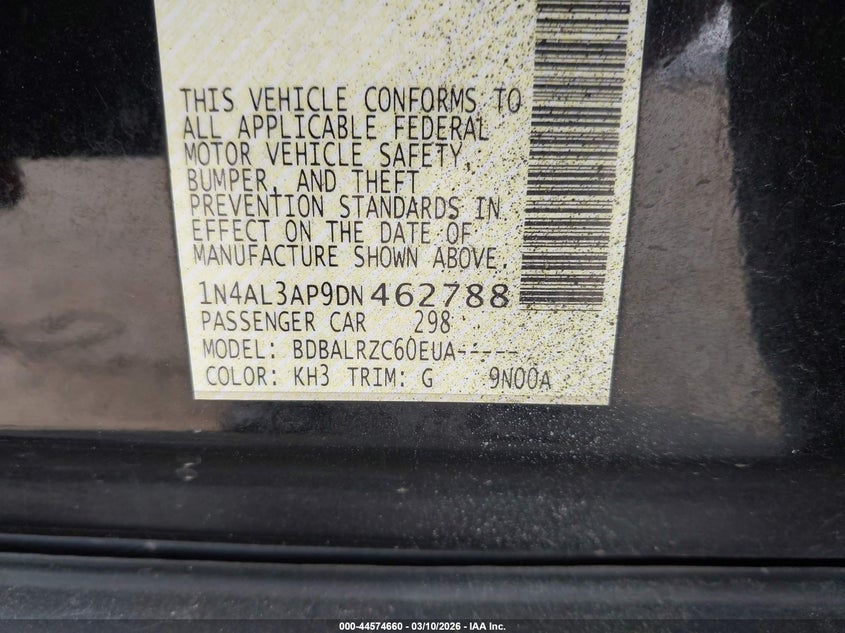 THIS VEHICLE CONFORMS TO
ALL APPLICABLE FEDERAL
MOTOR VEHICLE SAFETY,
BUMPER, AND THEFT
PREVENTION STANDARDS IN
EFFECT ON THE DATE OF
MANUFACTURE SHOWN ABOVE.
1N4AL3AP9DN462788
PASSENGER CAR 298
MODEL: BDBALRZC60EUA-----
COLOR: KH3 TRIM: G 9N00A
000-44574660 | 03/10/2026 - IAA Inc.